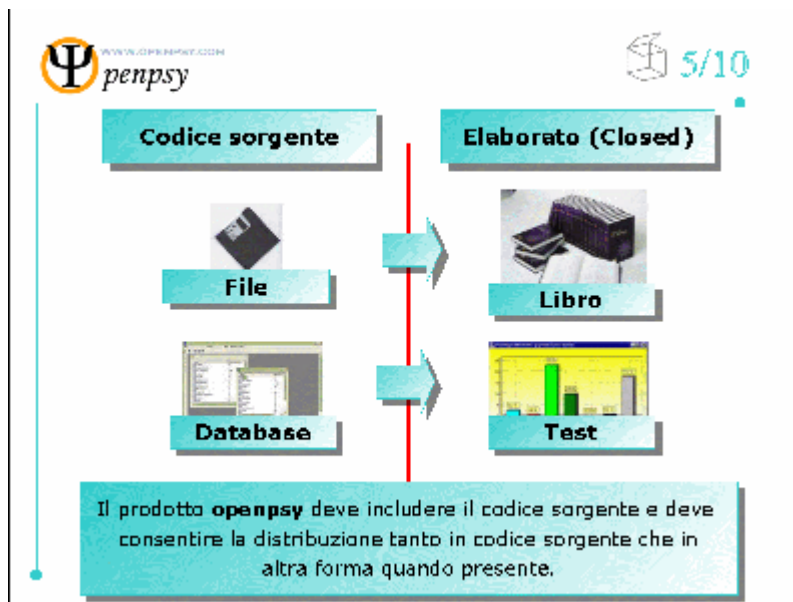 WWW.OPENPSY.COM
Ψpenpsy
5/10
Codice sorgente
Elaborato (Closed)
File
Libro
Database
Test
Il prodotto openpsy deve includere il codice sorgente e deve
consentire la distribuzione tanto in codice sorgente che in
altra forma quando presente.